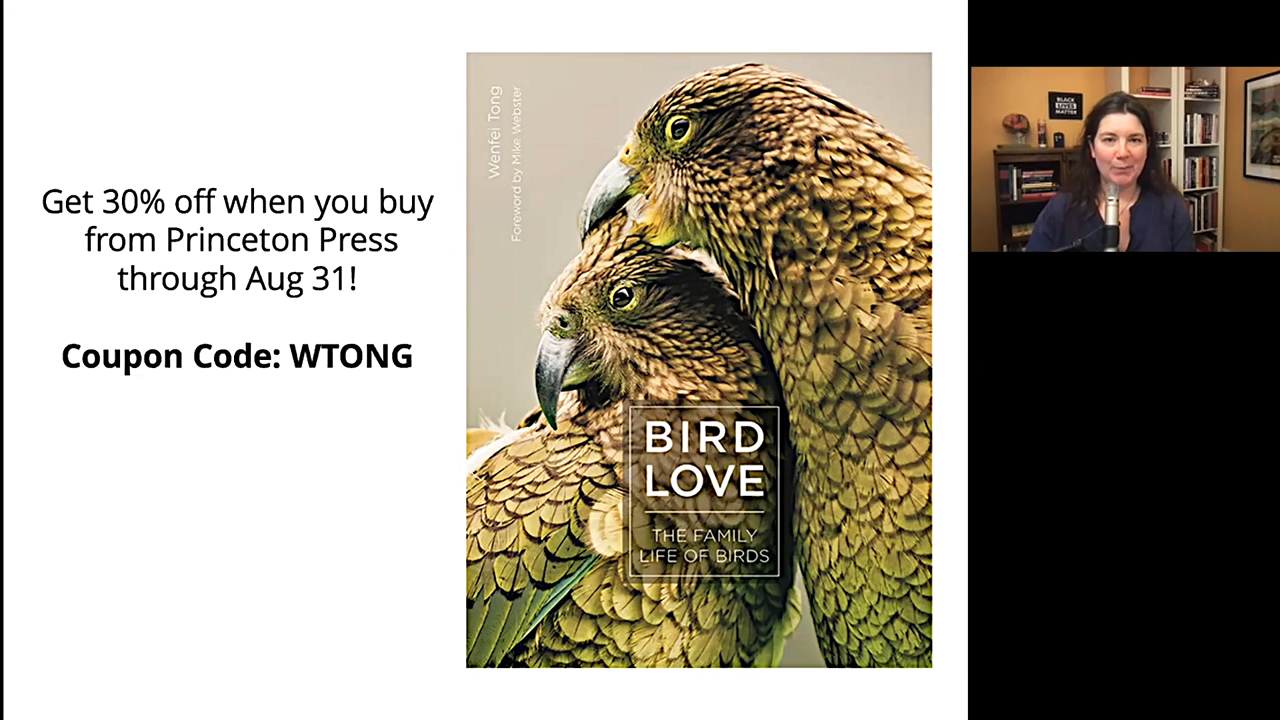 Get 30% off when you buy
from Princeton Press
through Aug 31!
Coupon Code: WTONG
Wenfei Tong
Foreword by Mike Webster
BIRD
LOVE
THE FAMILY
LIFE OF BIRDS
BLACK
LIVES
MATTER